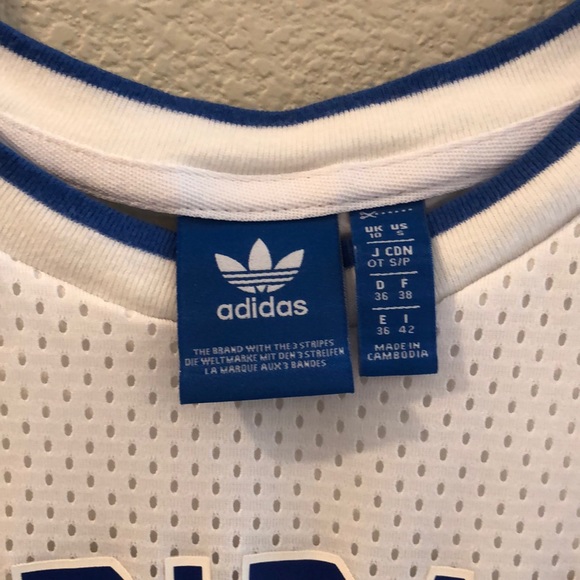 adidas
THE BRAND WITH THE 3 STRIPES
DIE WELTMARKE MIT DEN 3 STREIFEN
LA MARQUE AUX 3 BANDES
UK US
10 S
J CDN
OT S/P
D F
36 38
E I
36 42
MADE IN
CAMBODIA